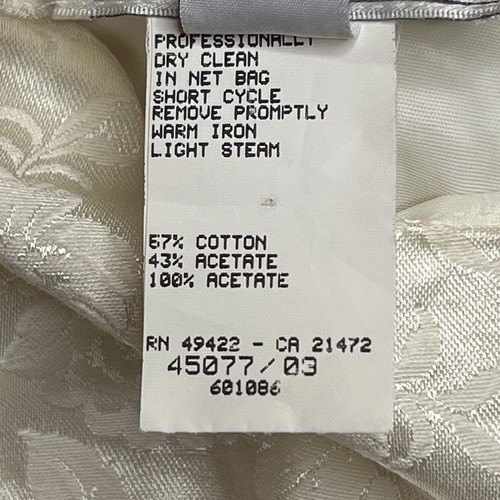 PROFESSIONALLY
DRY CLEAN
IN NET BAG
SHORT CYCLE
REMOVE PROMPTLY
WARM IRON
LIGHT STEAM
57% COTTON
43% ACETATE
100% ACETATE
RN 49422 - CA 21472
45077/03
601086